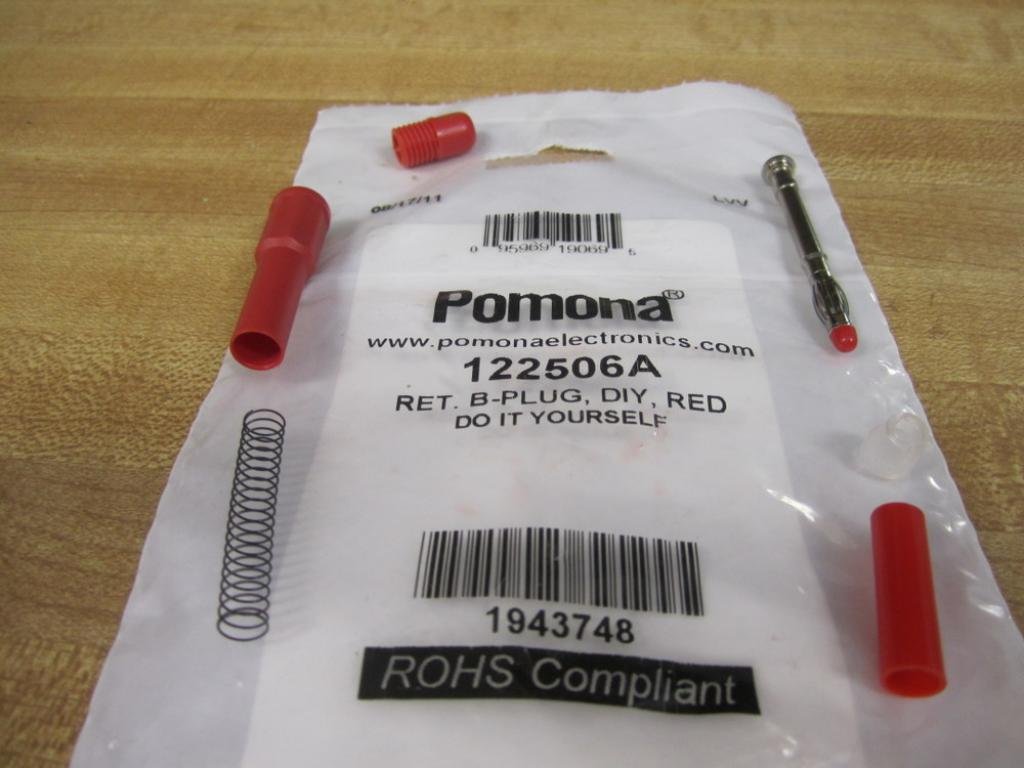 08/17/11 LVV
0 95969 19069 5
Pomona®
www.pomonaelectronics.com
122506A
RET. B-PLUG, DIY, RED
DO IT YOURSELF
1943748
ROHS Compliant